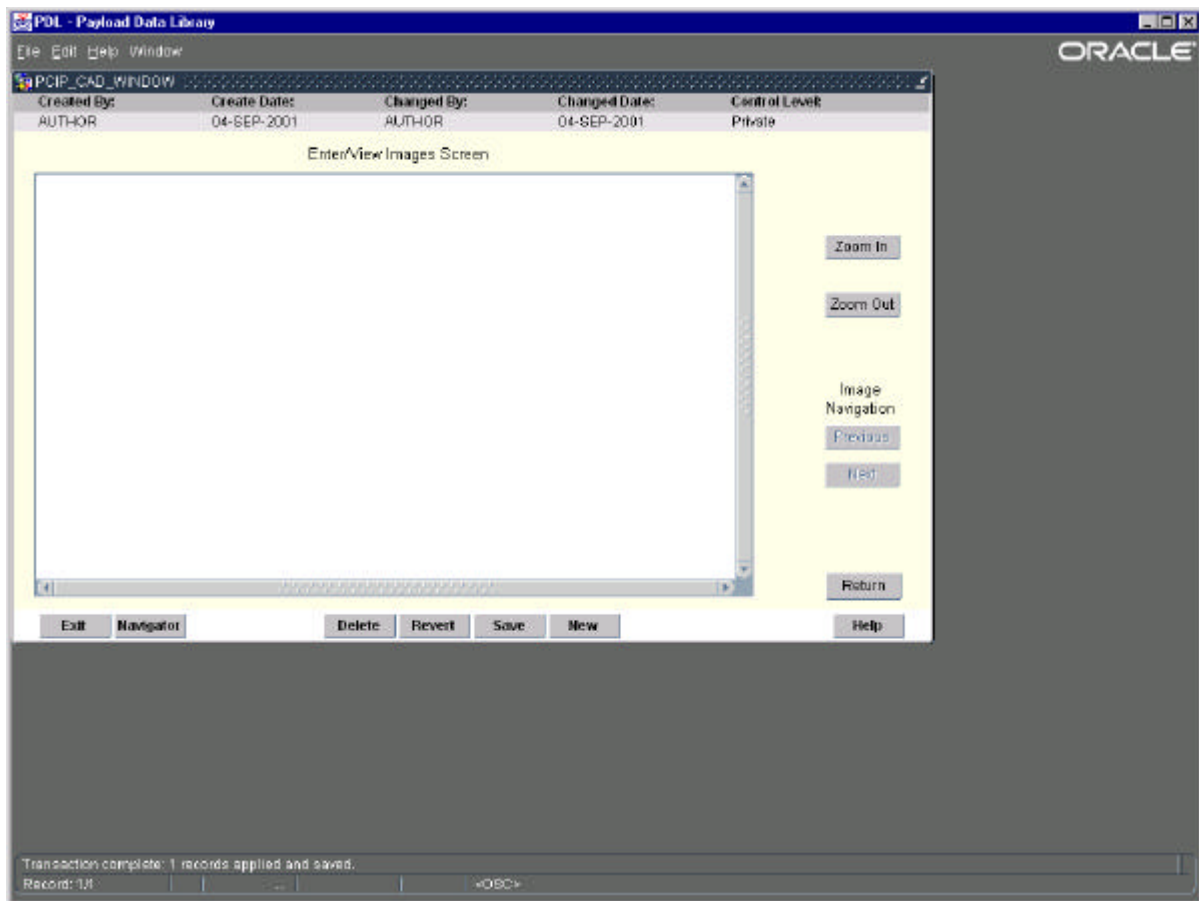 PDL - Payload Data Library
File Edit Help Window
ORACLE
PCIP_CAD_WINDOW
Created By: Create Date: Changed By: Changed Date: Control Level:
AUTHOR 04-SEP-2001 AUTHOR 04-SEP-2001 Private
Enter/View Images Screen
Zoom In
Zoom Out
Image
Navigation
Previous
Next
Return
Exit Navigator Delete Revert Save New Help
Transaction complete: 1 records applied and saved.
Record: 1/1 ... <OSC>